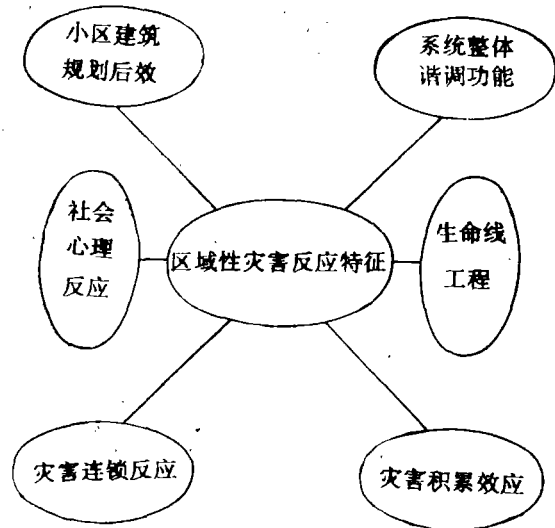 小区建筑
规划后效
系统整体
谐调功能
社会
心理
反应
区域性灾害反应特征
生命线
工程
灾害连锁反应
灾害积累效应